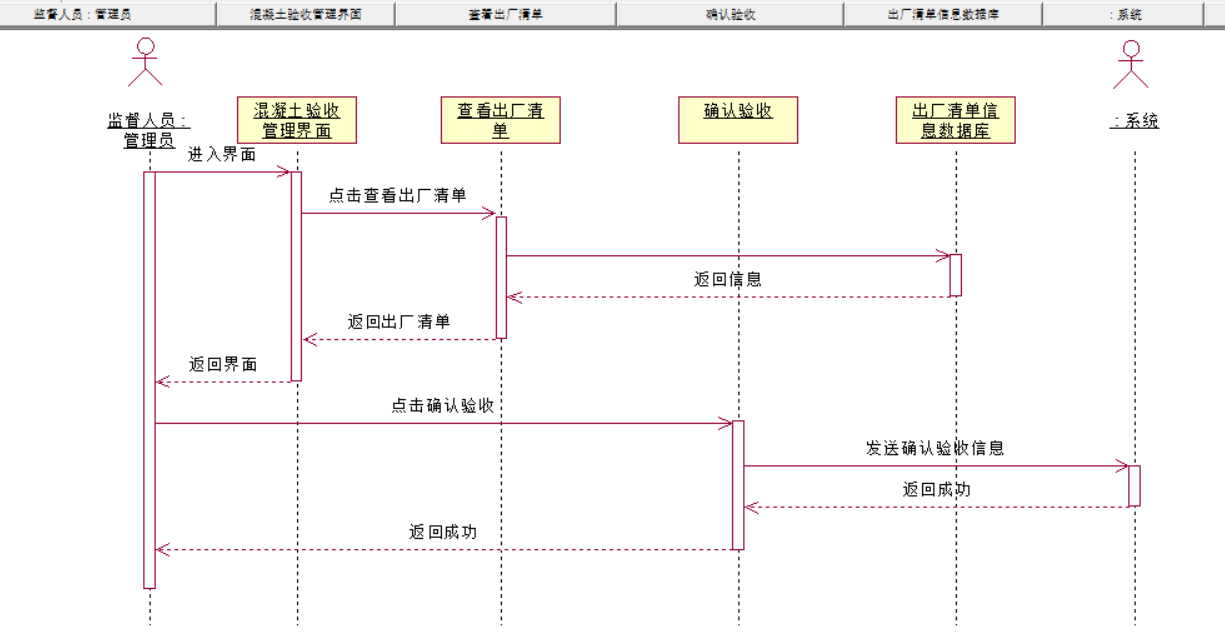 监督人员 : 管理员
混凝土验收管理界面
查看出厂清单
确认验收
出厂清单信息数据库
: 系统
监督人员 :
管理员
混凝土验收
管理界面
查看出厂清
单
确认验收
出厂清单信
息数据库
: 系统
进入界面
点击查看出厂清单
返回信息
返回出厂清单
返回界面
点击确认验收
发送确认验收信息
返回成功
返回成功